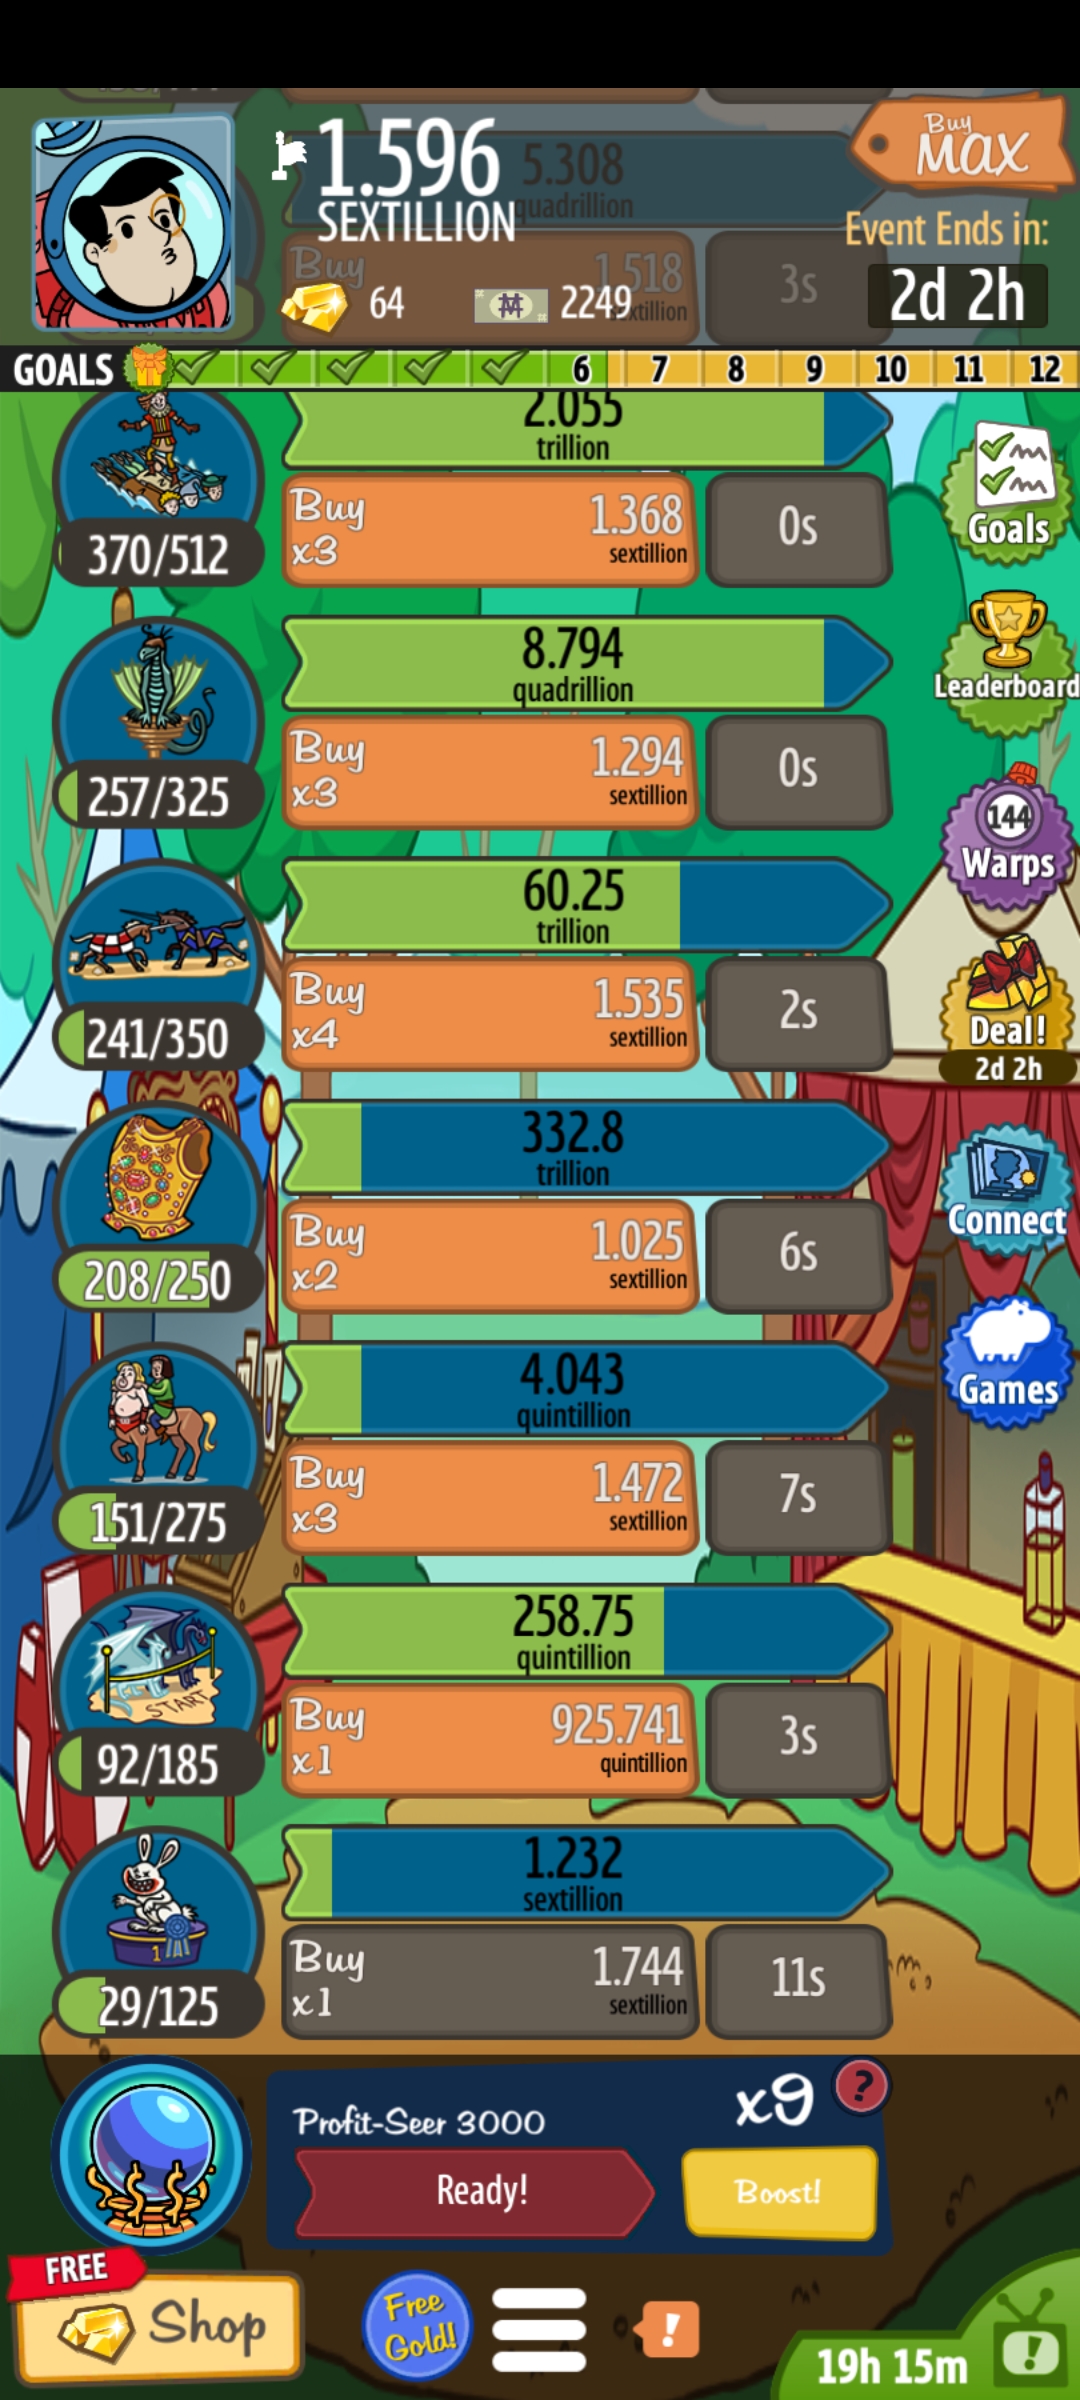 Buy
MAX
1.596
SEXTILLION
5.308
quadrillion
Event Ends in:
2d 2h
Buy
1.518
sextillion
3s
64
2249
GOALS
6 7 8 9 10 11 12
2.055
trillion
370/512
Buy
x3
1.368
sextillion
0s
Goals
8.794
quadrillion
257/325
Buy
x3
1.294
sextillion
0s
Leaderboard
144
Warps
60.25
trillion
241/350
Buy
x4
1.535
sextillion
2s
Deal!
2d 2h
332.8
trillion
208/250
Buy
x2
1.025
sextillion
6s
Connect
4.043
quintillion
151/275
Buy
x3
1.472
sextillion
7s
Games
258.75
quintillion
START
92/185
Buy
x1
925.741
quintillion
3s
1.232
sextillion
1
29/125
Buy
x1
1.744
sextillion
11s
Profit-Seer 3000
x9
?
Ready!
Boost!
FREE
Shop
Free
Gold!
!
19h 15m
!